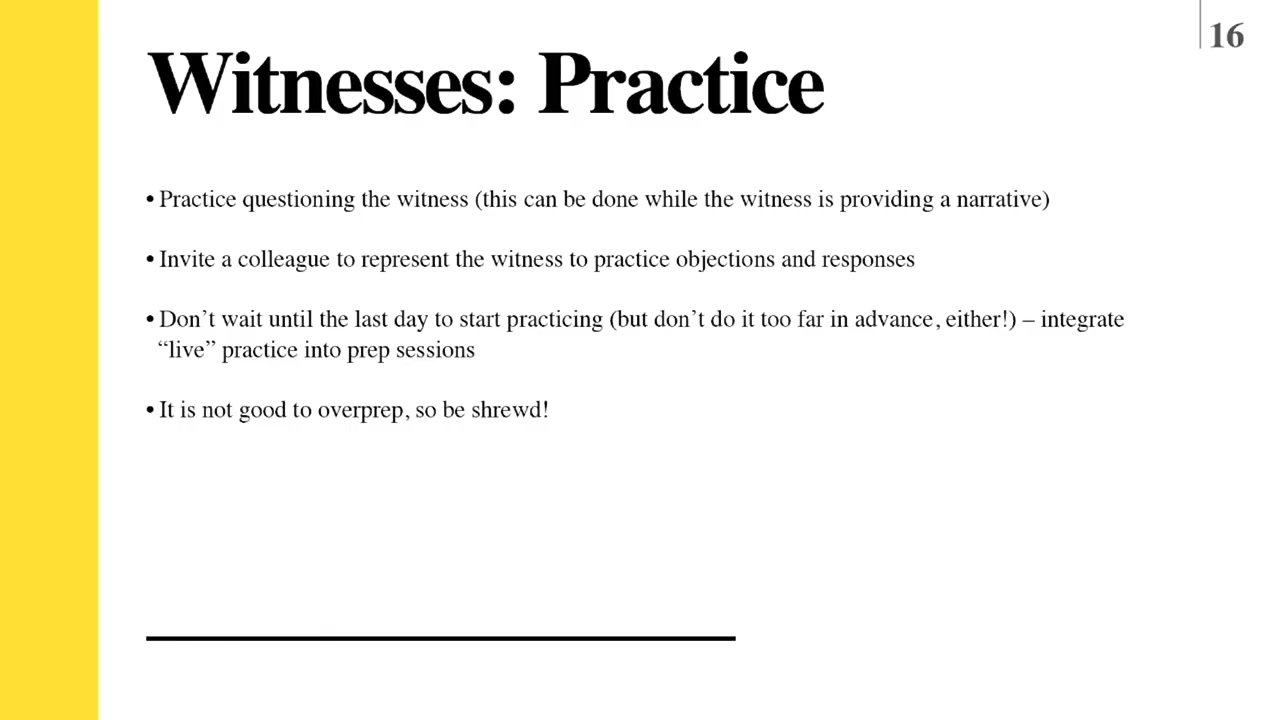 16
Witnesses: Practice
• Practice questioning the witness (this can be done while the witness is providing a narrative)
• Invite a colleague to represent the witness to practice objections and responses
• Don’t wait until the last day to start practicing (but don’t do it too far in advance, either!) – integrate
“live” practice into prep sessions
• It is not good to overprep, so be shrewd!